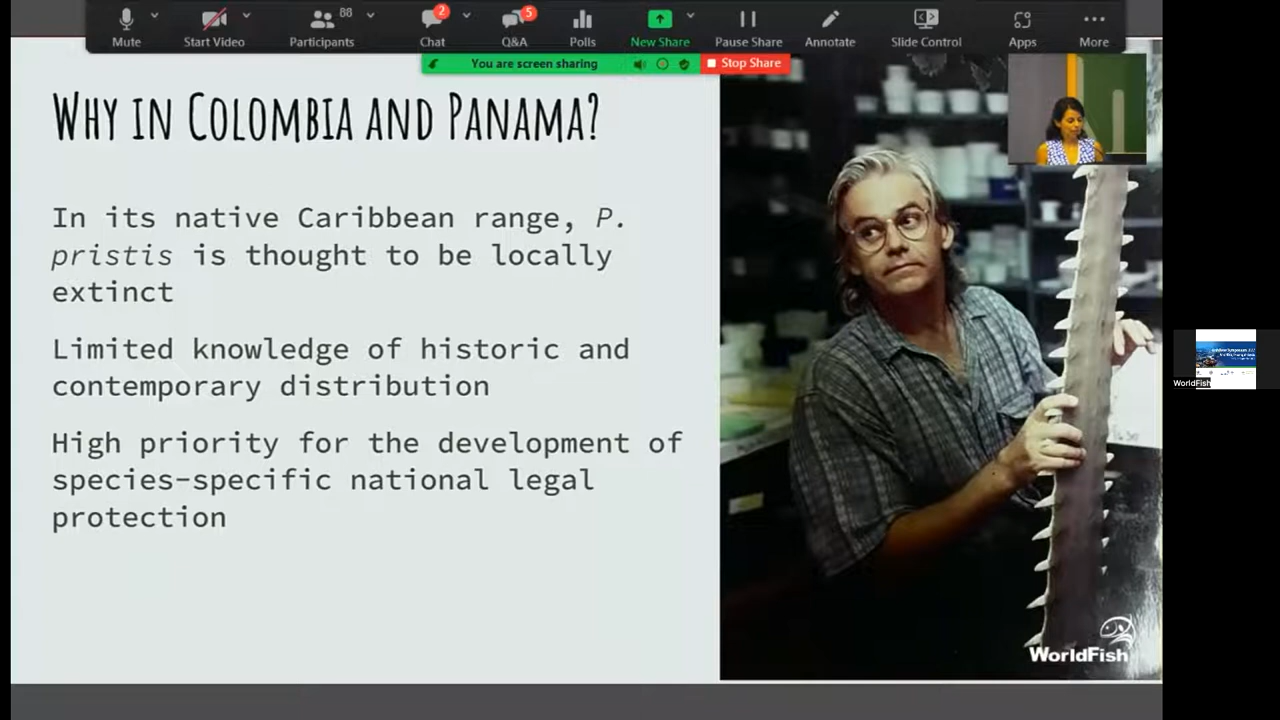 88
2
5
Mute
Start Video
Participants
Chat
Q&A
Polls
New Share
Pause Share
Annotate
Slide Control
Apps
More
You are screen sharing
Stop Share
WHY IN COLOMBIA AND PANAMA?
In its native Caribbean range, P.
pristis is thought to be locally
extinct
Limited knowledge of historic and
contemporary distribution
High priority for the development of
species-specific national legal
protection
WorldFish
WorldFish